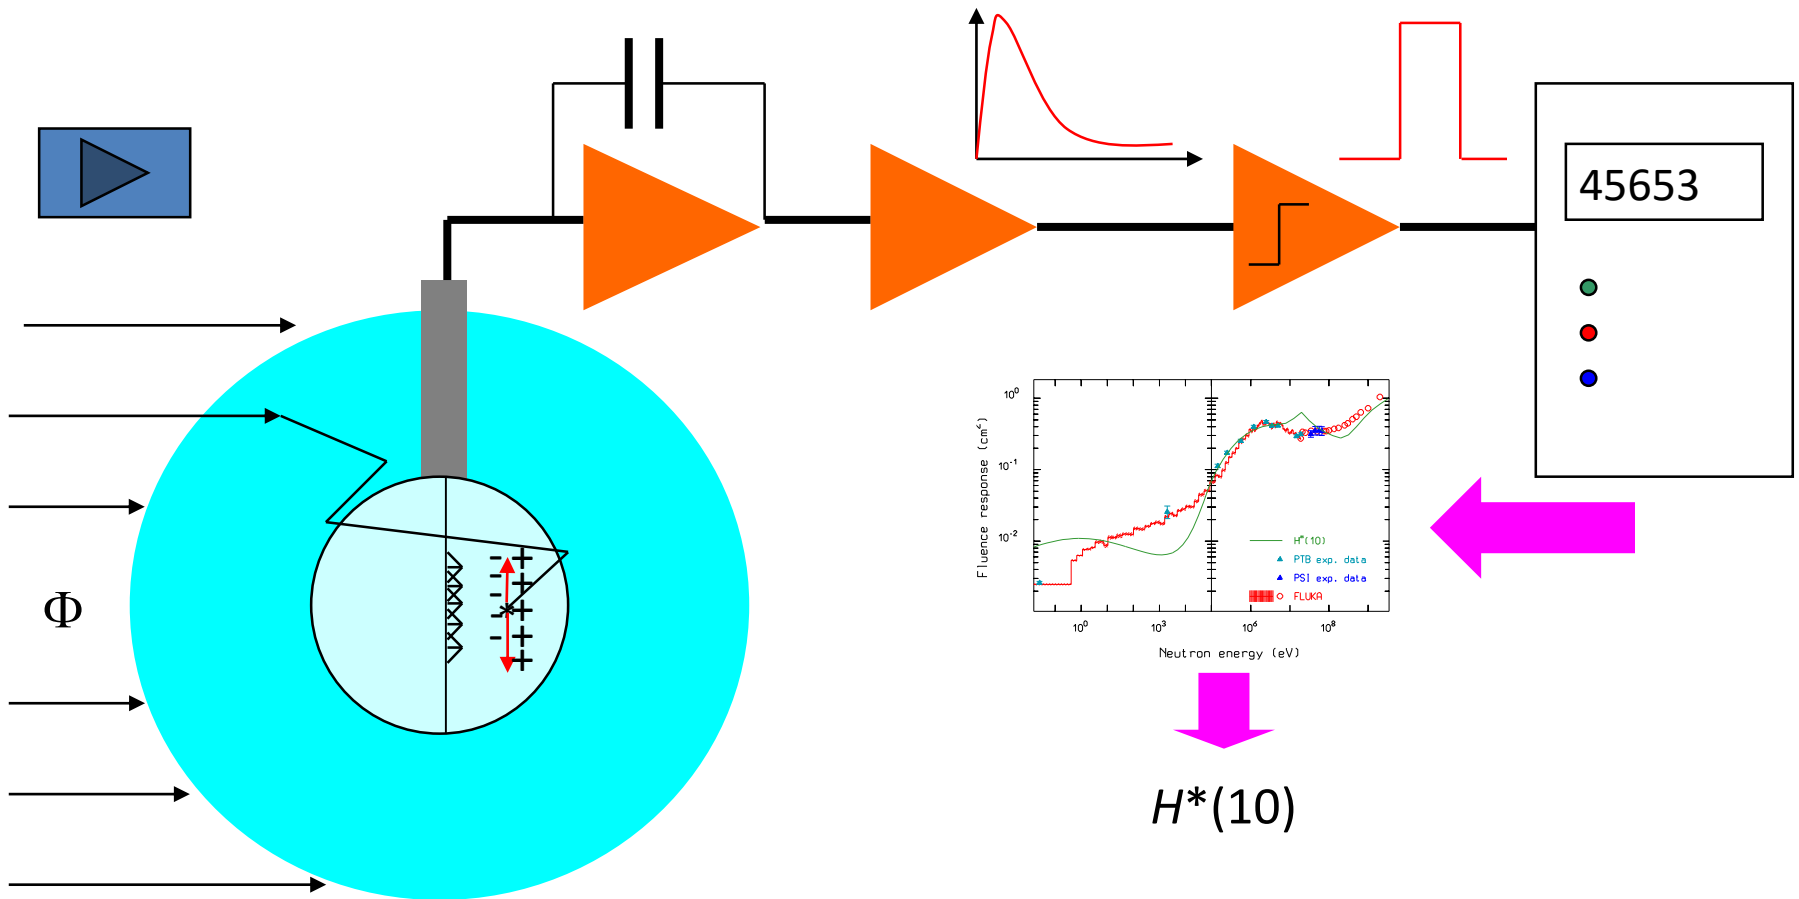 45653
Φ
Fluence response (cm²)
10⁰
10⁻¹
10⁻²
H*(10)
PTB exp. data
PSI exp. data
FLUKA
10⁰ 10³ 10⁶ 10⁸
Neutron energy (eV)
H*(10)